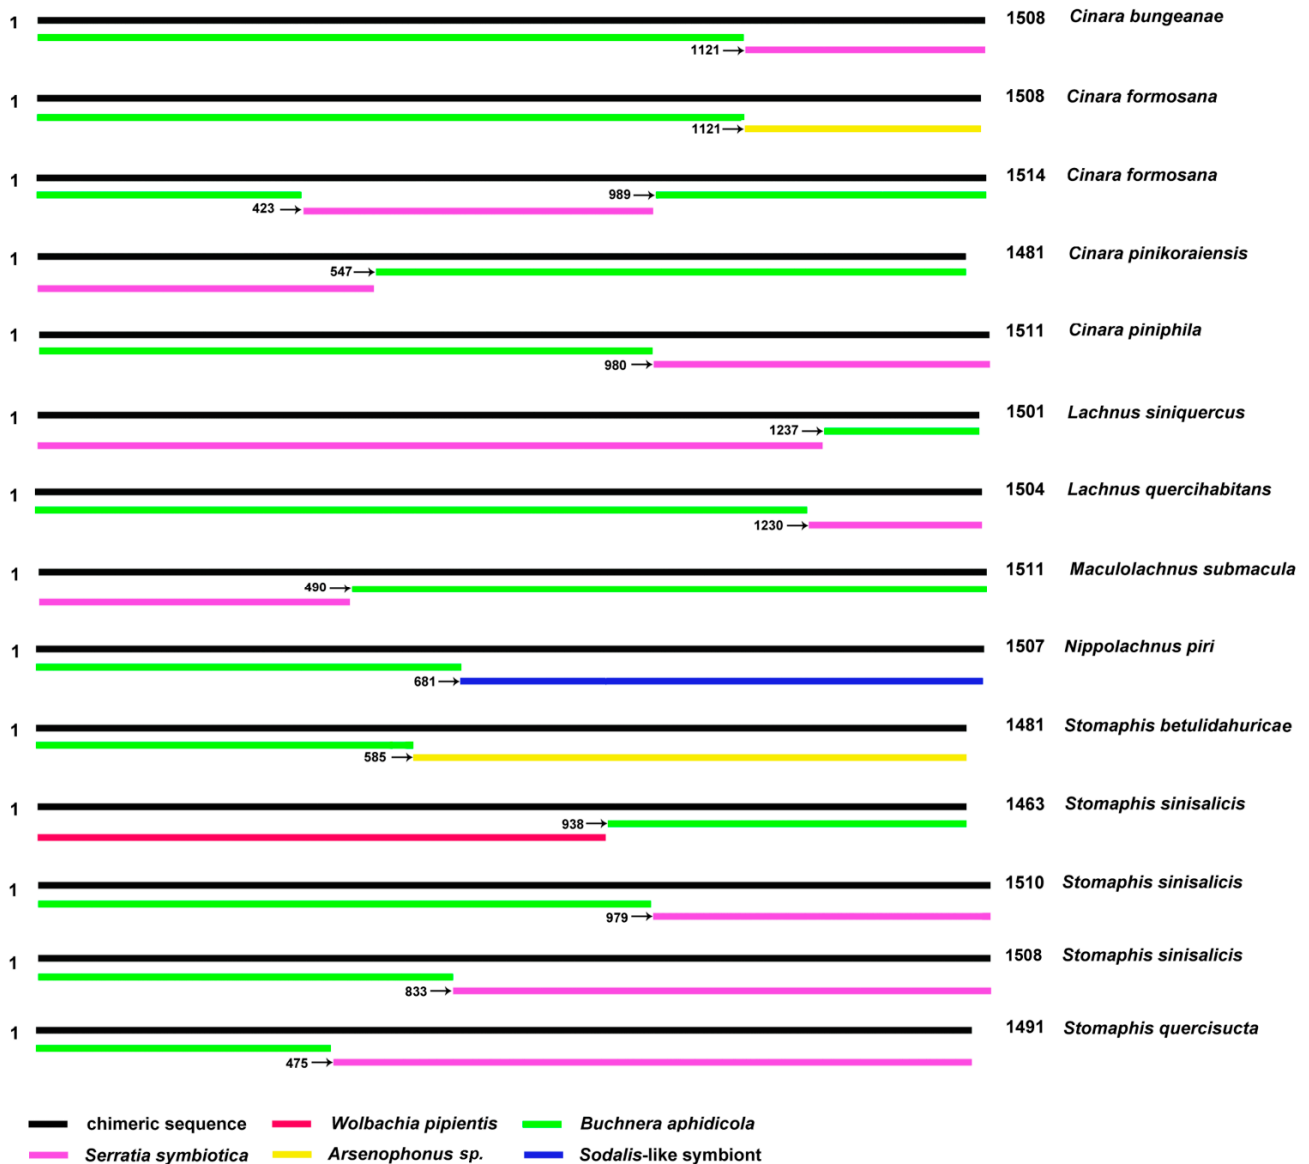 1 1508 Cinara bungeanae
1121
1 1508 Cinara formosana
1121
1 1514 Cinara formosana
989
423
1 1481 Cinara pinikoraiensis
547
1 1511 Cinara piniphila
980
1 1501 Lachnus siniquercus
1237
1 1504 Lachnus quercihabitans
1230
1 1511 Maculolachnus submacula
490
1 1507 Nippolachnus piri
681
1 1481 Stomaphis betulidahuricae
585
1 1463 Stomaphis sinisalicis
938
1 1510 Stomaphis sinisalicis
979
1 1508 Stomaphis sinisalicis
833
1 1491 Stomaphis quercisucta
475
chimeric sequence Wolbachia pipientis Buchnera aphidicola
Serratia symbiotica Arsenophonus sp. Sodalis-like symbiont